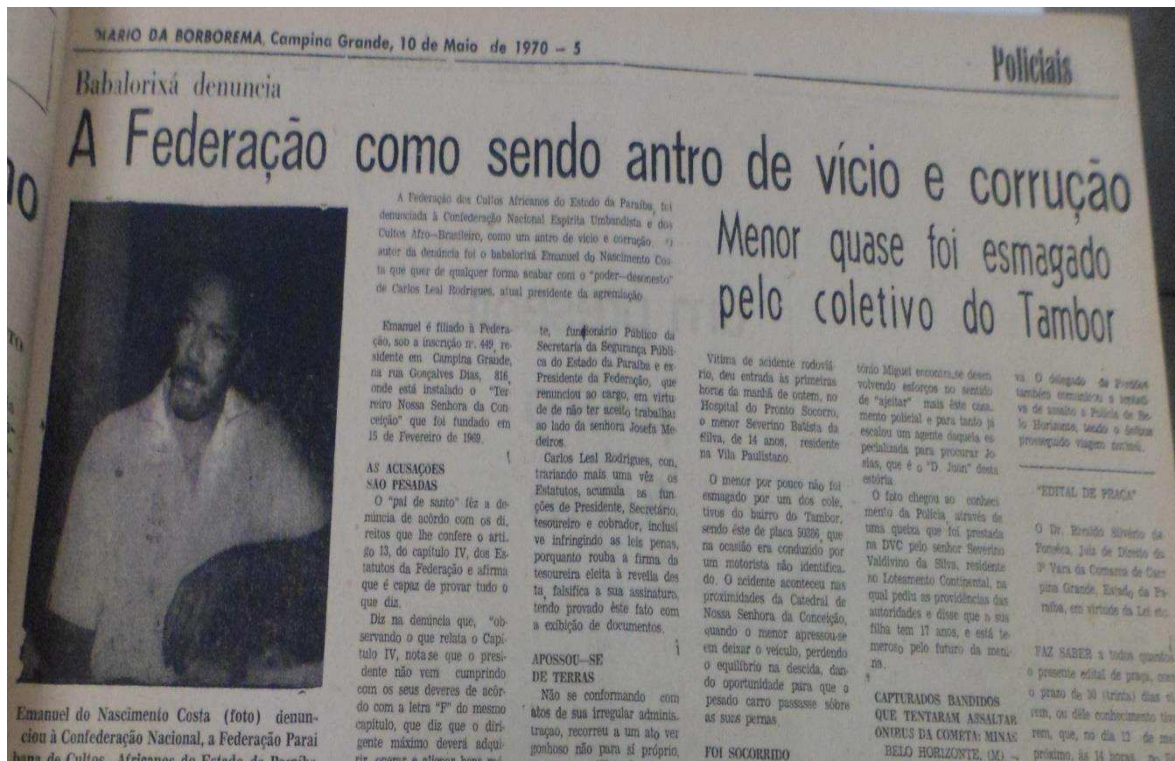 DIARIO DA BORBOREMA, Campina Grande, 10 de Maio de 1970 — 5
Policiais
Babalorixá denuncia
A Federação como sendo antro de vício e corrução
A Federação dos Cultos Africanos do Estado da Paraíba, foi
denunciada à Confederação Nacional Espírita Umbandista e dos
Cultos Afro—Brasileiro, como um antro de vício e corrução. O
autor da denúncia foi o babalorixá Emanuel do Nascimento Cos-
ta que quer de qualquer forma acabar com o "poder—desonesto"
de Carlos Leal Rodrigues, atual presidente da agremiação
Emanuel é filiado à Federa-
ção, sob a inscrição nº. 449, re-
sidente em Campina Grande,
na rua Gonçalves Dias, 816,
onde está instalado o "Ter-
reiro Nossa Senhora da Con-
ceição" que foi fundado em
15 de Fevereiro de 1969.
AS ACUSAÇOES
SÃO PESADAS
O "pai de santo" fêz a de-
núncia de acôrdo com os di,
reitos que lhe confere o arti-
go 13, do capítulo IV, dos Es-
tatutos da Federação e afirma
que é capaz de provar tudo o
que diz.
Diz na denúncia que, "ob-
servando o que relata o Capí-
tulo IV, nota-se que o presi-
dente não vem cumprindo
com os seus deveres de acôr-
do com a letra "F" do mesmo
capítulo, que diz que o diri-
gente máximo deverá adqui-
te, funcionário Público da
Secretaria da Segurança Públi-
ca do Estado da Paraíba e ex-
Presidente da Federação, que
renunciou ao cargo, em virtu-
de de não ter aceito trabalhas
ao lado da senhora Josefa Me-
deiros.
Carlos Leal Rodrigues, con,
trariando mais uma vêz os
Estatutos, acumula as fun-
ções de Presidente, Secretário,
tesoureiro e cobrador, inclusi
ve infringindo as leis penas,
porquanto rouba a firma da
tesoureira eleita à revelia des
ta, falsifica a sua assinatura,
tendo provado êste fato com
a exibição de documentos.
APOSSOU—SE
DE TERRAS
Não se conformando com
atos de sua irregular adminis-
tração, recorreu a um ato ver
gonhoso não para si próprio,
Emanuel do Nascimento Costa (foto) denun-
ciou à Confederação Nacional, a Federação Parai
bana de Cultos Africanos do Estado da Paraíba
Menor quase foi esmagado
pelo coletivo do Tambor
Vítima de acidente rodoviá-
rio, deu entrada às primeiras
horas da manhã de ontem, no
Hospital do Pronto Socorro,
o menor Severino Batista da
Silva, de 14 anos, residente
na Vila Paulistano.
O menor por pouco não foi
esmagado por um dos cole,
tivos do bairro do Tambor,
sendo êste de placa 50386, que
na ocasião era conduzido por
um motorista não identifica,
do. O acidente aconteceu nas
proximidades da Catedral de
Nossa Senhora da Conceição,
quando o menor apressou-se
em deixar o veículo, perdendo
o equilíbrio na descida, dan-
do oportunidade para que o
pesado carro passasse sôbre
as suas pernas.
FOI SOCORRIDO
tônio Miguel encontra-se desen
volvendo esforços no sentido
de "ajeitar" mais êste casa,
mento policial e para tanto já
escalou um agente daquela es
pecializada para procurar Jo
sias, que é o "D. Juan" desta
estória.
O fato chegou ao conheci
mento da Polícia através de
uma queixa que foi prestada
na DVC pelo senhor Severino
Valdivino da Silva, residente
no Loteamento Continental, na
qual pediu as providências das
autoridades e disse que a sua
filha tem 17 anos, e está te-
meroso pelo futuro da meni-
na.
CAPTURADOS BANDIDOS
QUE TENTARAM ASSALTAR
ÔNIBUS DA COMETA: MINAS
BELO HORIZONTE, (M) —
va. O delegado de
também comunicou a tentati-
va de assalto a Polícia de Be-
lo Horizonte, tendo o ônibus
prosseguido viagem normal.
"EDITAL DE PRAÇA"
O Dr. Silvério da
Fonseca, Juiz de Direito da
3ª Vara da Comarca de Cam
pina Grande, Estado da Pa-
raíba, em virtude da Lei etc.
FAZ SABER a todos quantos
o presente edital de praça, com
o prazo de 30 (trinta) dias
rem, ou dêle conhecimento
rem, que, no dia 12 de
próximo, às 14 horas,